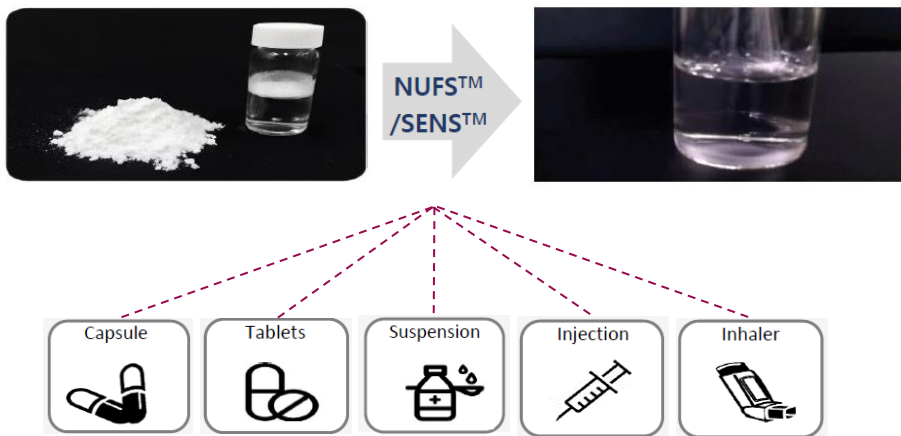 NUFS™
/SENS™
Capsule
Tablets
Suspension
Injection
Inhaler